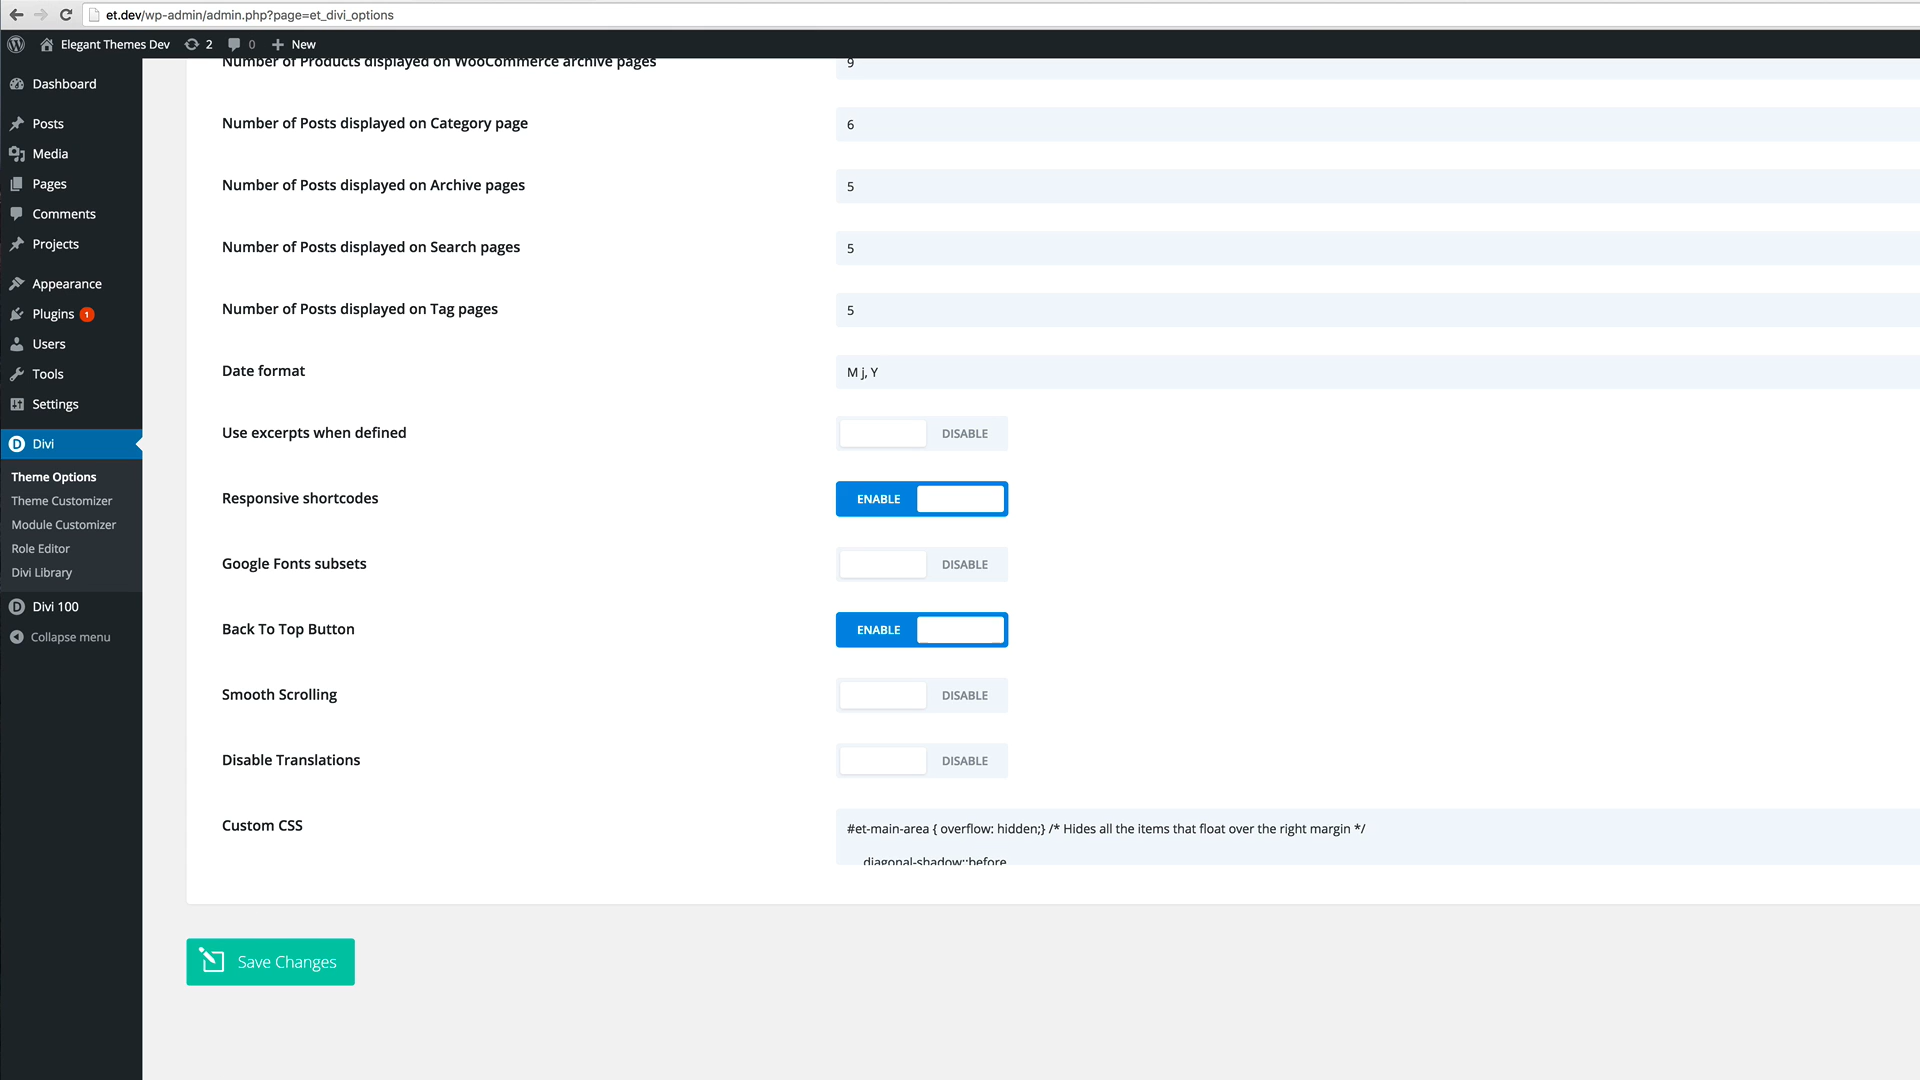 et.dev/wp-admin/admin.php?page=et_divi_options
Elegant Themes Dev 2 0 New
Dashboard
Posts
Media
Pages
Comments
Projects
Appearance
Plugins 1
Users
Tools
Settings
Divi
Theme Options
Theme Customizer
Module Customizer
Role Editor
Divi Library
Divi 100
Collapse menu
Number of Products displayed on WooCommerce archive pages 9
Number of Posts displayed on Category page 6
Number of Posts displayed on Archive pages 5
Number of Posts displayed on Search pages 5
Number of Posts displayed on Tag pages 5
Date format M j, Y
Use excerpts when defined DISABLE
Responsive shortcodes ENABLE
Google Fonts subsets DISABLE
Back To Top Button ENABLE
Smooth Scrolling DISABLE
Disable Translations DISABLE
Custom CSS #et-main-area { overflow: hidden;} /* Hides all the items that float over the right margin */
diagonal-shadow::before
Save Changes